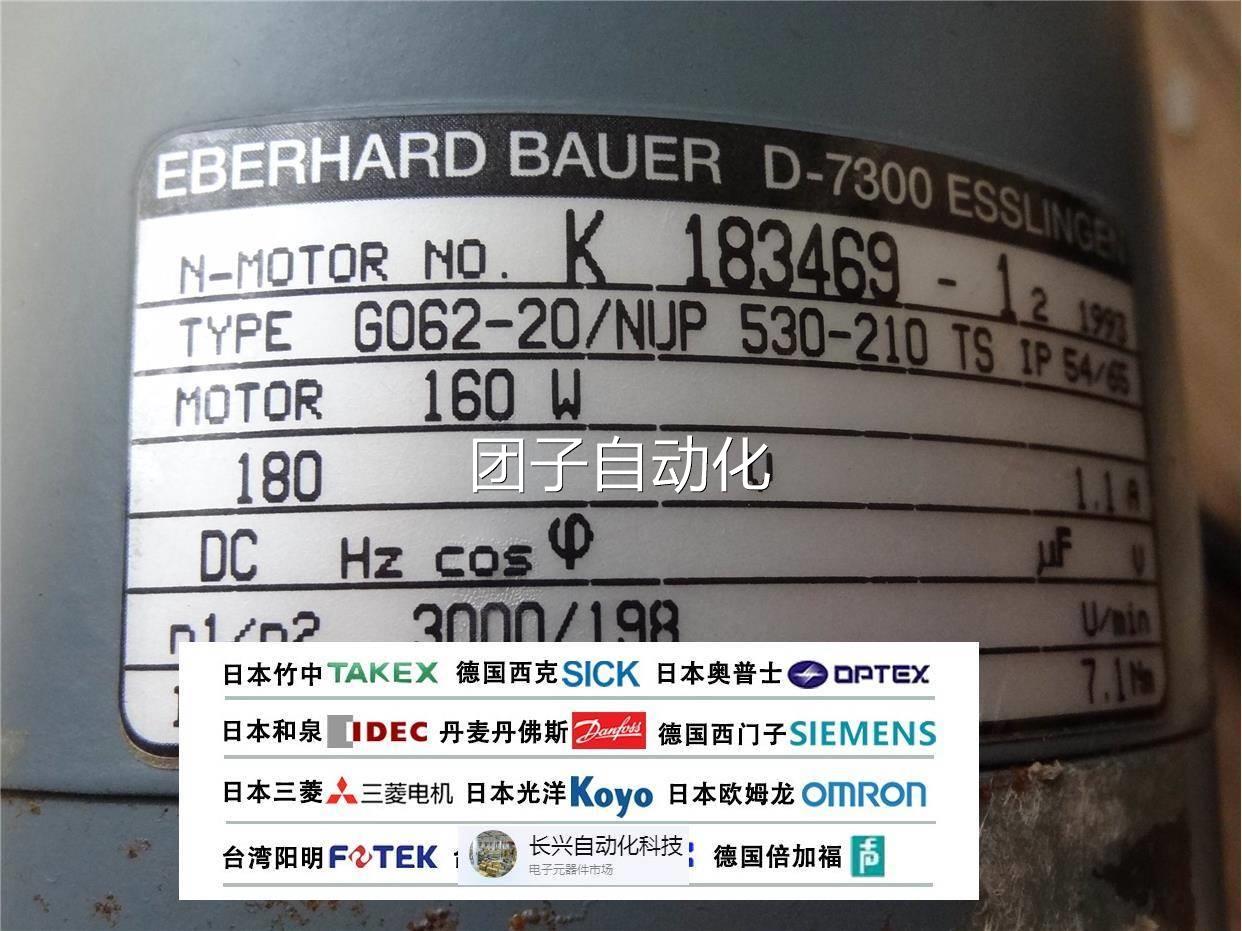 EBERHARD BAUER D-7300 ESSLINGEN
N-MOTOR NO. K 183469 - 12 1993
TYPE G062-20/NUP 530-210 TS IP 54/65
MOTOR 160 W
团子自动化
180 V 1.1 A
DC Hz cos φ µF V
n1/n2 3000/198 U/min
7.1 Nm
日本竹中 TAKEX 德国西克 SICK 日本奥普士 OPTEX
日本和泉 IDEC 丹麦丹佛斯 Danfoss 德国西门子 SIEMENS
日本三菱 三菱电机 日本光洋 Koyo 日本欧姆龙 OMRON
台湾阳明 FOTEK 长兴自动化科技 德国倍加福 FP
电子元器件市场